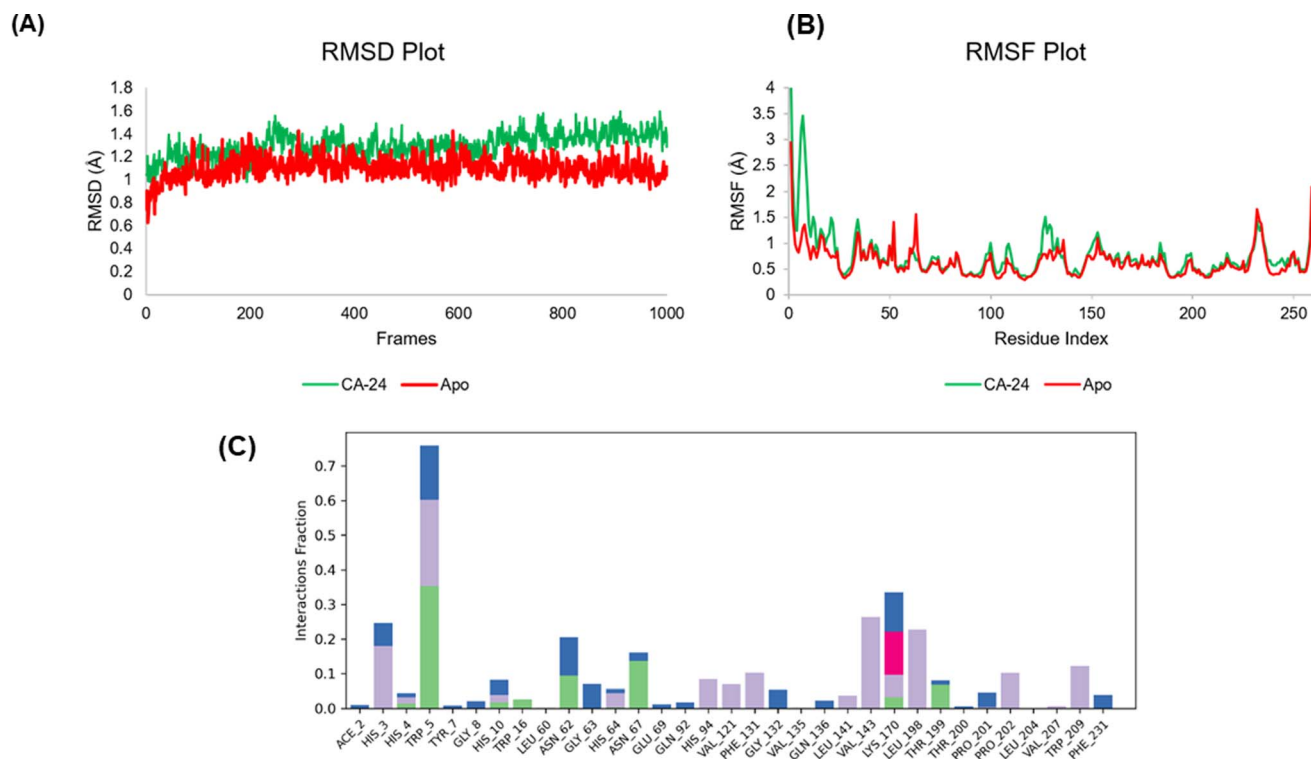 (A)
RMSD Plot
1.8
1.6
1.4
1.2
1
0.8
0.6
0.4
0.2
0
RMSD (Å)
0 200 400 600 800 1000
Frames
CA-24 Apo
(B)
RMSF Plot
4
3.5
3
2.5
2
1.5
1
0.5
0
RMSF (Å)
0 50 100 150 200 250
Residue Index
CA-24 Apo
(C)
0.7
0.6
0.5
0.4
0.3
0.2
0.1
0.0
Interactions Fraction
ACE_2
HIS_3
HIS_4
TRP_5
TYR_7
GLY_8
HIS_10
TRP_16
LEU_60
ASN_62
GLY_63
HIS_64
ASN_67
GLU_69
GLN_92
HIS_94
VAL_121
PHE_131
GLY_132
VAL_135
GLN_136
LEU_141
VAL_143
LYS_170
LEU_198
THR_199
THR_200
PRO_201
PRO_202
LEU_204
VAL_207
TRP_209
PHE_231